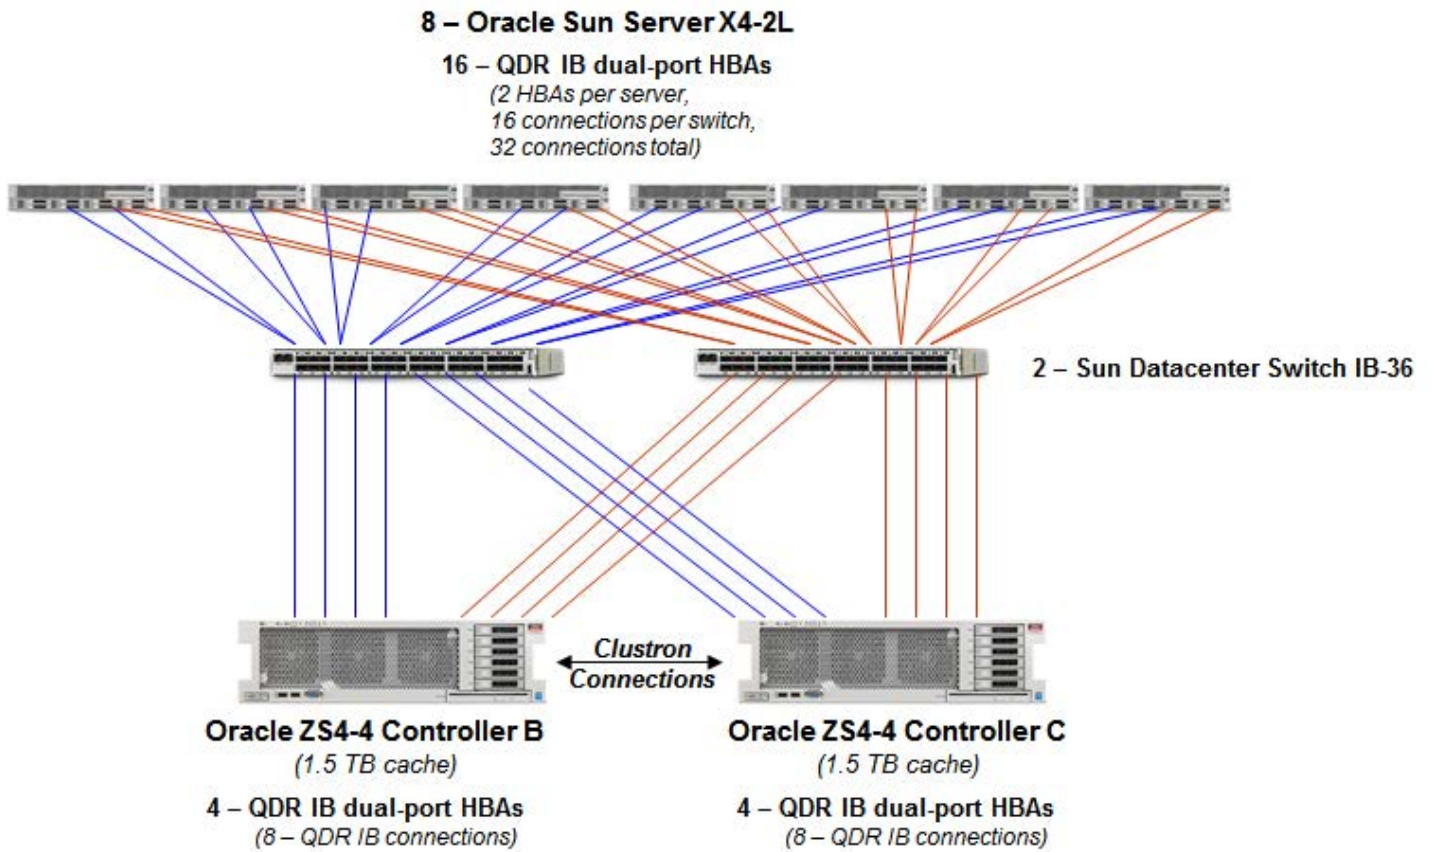 8 – Oracle Sun Server X4-2L
16 – QDR IB dual-port HBAs
(2 HBAs per server,
16 connections per switch,
32 connections total)
2 – Sun Datacenter Switch IB-36
Clustron
Connections
Oracle ZS4-4 Controller B
(1.5 TB cache)
4 – QDR IB dual-port HBAs
(8 – QDR IB connections)
Oracle ZS4-4 Controller C
(1.5 TB cache)
4 – QDR IB dual-port HBAs
(8 – QDR IB connections)